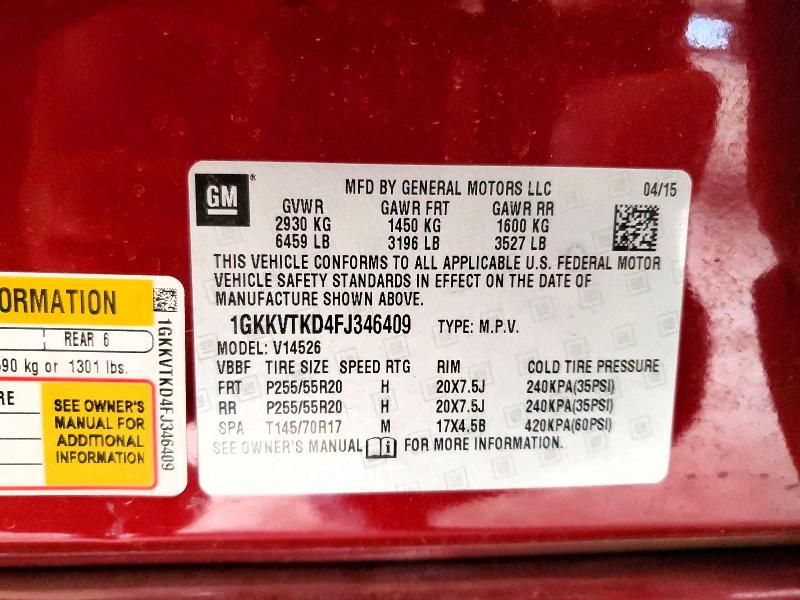 GM
MFD BY GENERAL MOTORS LLC 04/15
GVWR GAWR FRT GAWR RR
2930 KG 1450 KG 1600 KG
6459 LB 3196 LB 3527 LB
THIS VEHICLE CONFORMS TO ALL APPLICABLE U.S. FEDERAL MOTOR
VEHICLE SAFETY STANDARDS IN EFFECT ON THE DATE OF
MANUFACTURE SHOWN ABOVE.
1GKKVTKD4FJ346409 TYPE: M.P.V.
MODEL: V14526
VBBF TIRE SIZE SPEED RTG RIM COLD TIRE PRESSURE
FRT P255/55R20 H 20X7.5J 240KPA(35PSI)
RR P255/55R20 H 20X7.5J 240KPA(35PSI)
SPA T145/70R17 M 17X4.5B 420KPA(60PSI)
SEE OWNER'S MANUAL i FOR MORE INFORMATION.
ORMATION
REAR 6
590 kg or 1301 lbs.
RE
SEE OWNER'S
MANUAL FOR
ADDITIONAL
INFORMATION
1GKKVTKD4FJ346409